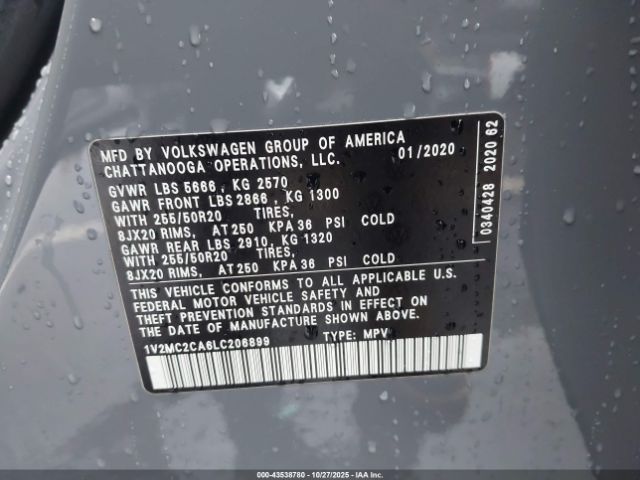 MFD BY VOLKSWAGEN GROUP OF AMERICA
CHATTANOOGA OPERATIONS, LLC. 01/2020
GVWR LBS 5666, KG 2570
GAWR FRONT LBS 2866, KG 1300
WITH 255/50R20 TIRES,
8JX20 RIMS, AT 250 KPA 36 PSI COLD
GAWR REAR LBS 2910, KG 1320
WITH 255/50R20 TIRES,
8JX20 RIMS, AT 250 KPA 36 PSI COLD
THIS VEHICLE CONFORMS TO ALL APPLICABLE U.S.
FEDERAL MOTOR VEHICLE SAFETY AND
THEFT PREVENTION STANDARDS IN EFFECT ON
THE DATE OF MANUFACTURE SHOWN ABOVE.
1V2MC2CA6LC206899 TYPE: MPV
0340428 2020 62
000-43538780 - 10/27/2025 - IAA Inc.